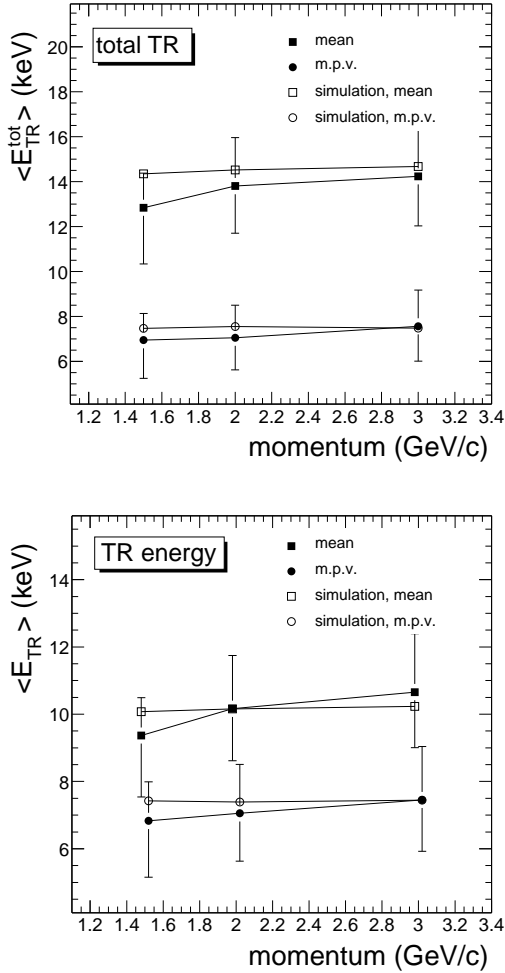 total TR
mean
m.p.v.
simulation, mean
simulation, m.p.v.
<E_TR^tot> (keV)
20
18
16
14
12
10
8
6
1.2 1.4 1.6 1.8 2 2.2 2.4 2.6 2.8 3 3.2 3.4
momentum (GeV/c)
TR energy
mean
m.p.v.
simulation, mean
simulation, m.p.v.
<E_TR> (keV)
14
12
10
8
6
1.2 1.4 1.6 1.8 2 2.2 2.4 2.6 2.8 3 3.2 3.4
momentum (GeV/c)